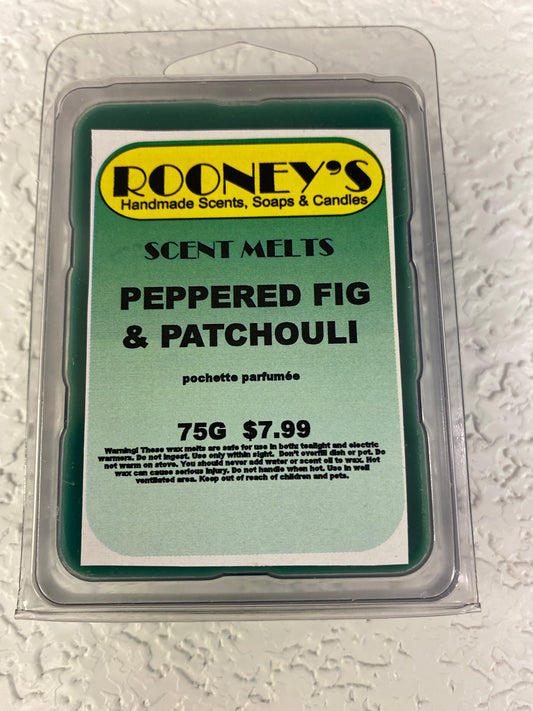 ROONEY'S
Handmade Scents, Soaps & Candles
SCENT MELTS
PEPPERED FIG
& PATCHOULI
pochette parfumée
75G $7.99
Warning! These wax melts are safe for use in both: tealight and electric
warmers. Do not ingest. Use only within sight. Don't overfill dish or pot. Do
not warm on stove. You should never add water or scent oil to wax. Hot
wax can cause serious injury. Do not handle when hot. Use in well
ventilated area. Keep out of reach of children and pets.